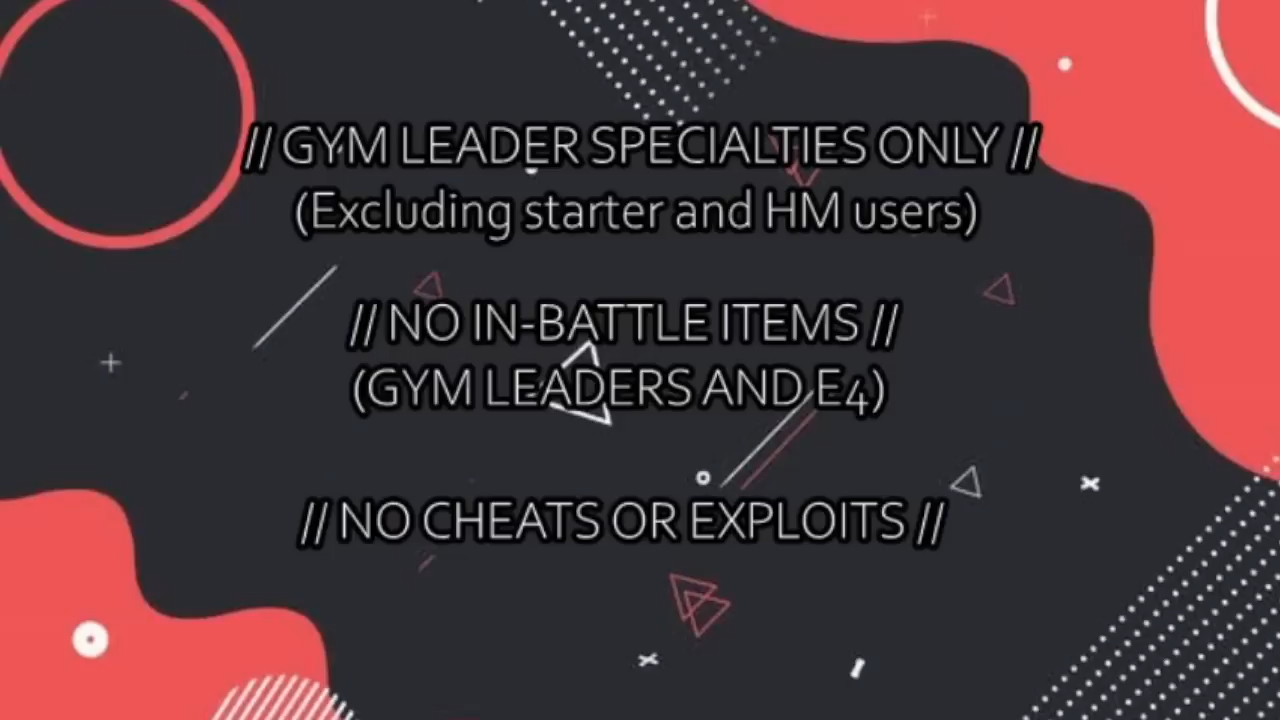 // GYM LEADER SPECIALTIES ONLY //
(Excluding starter and HM users)
// NO IN-BATTLE ITEMS //
(GYM LEADERS AND E4)
// NO CHEATS OR EXPLOITS //